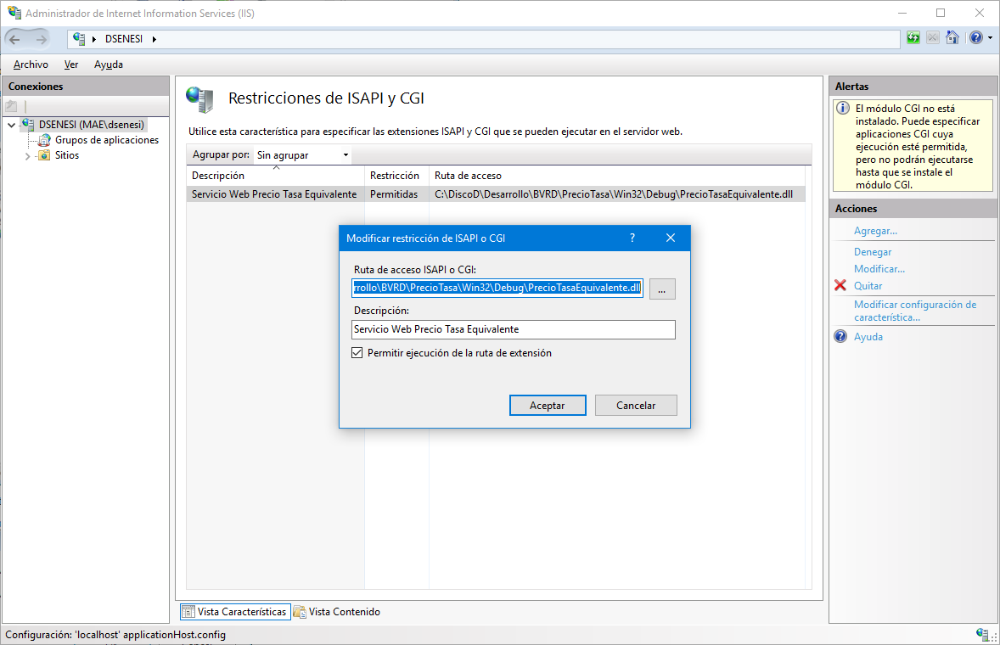 Administrador de Internet Information Services (IIS)
DSENESI
Archivo Ver Ayuda
Conexiones
DSENESI (MAE\dsenesi)
Grupos de aplicaciones
Sitios
Restricciones de ISAPI y CGI
Utilice esta característica para especificar las extensiones ISAPI y CGI que se pueden ejecutar en el servidor web.
Agrupar por: Sin agrupar
Descripción Restricción Ruta de acceso
Servicio Web Precio Tasa Equivalente Permitidas C:\DiscoD\Desarrollo\BVRD\PrecioTasa\Win32\Debug\PrecioTasaEquivalente.dll
Modificar restricción de ISAPI o CGI
?
Ruta de acceso ISAPI o CGI:
rrollo\BVRD\PrecioTasa\Win32\Debug\PrecioTasaEquivalente.dll
...
Descripción:
Servicio Web Precio Tasa Equivalente
Permitir ejecución de la ruta de extensión
Aceptar Cancelar
Vista Características Vista Contenido
Alertas
El módulo CGI no está
instalado. Puede especificar
aplicaciones CGI cuya
ejecución esté permitida,
pero no podrán ejecutarse
hasta que se instale el
módulo CGI.
Acciones
Agregar...
Denegar
Modificar...
Quitar
Modificar configuración de
característica...
Ayuda
Configuración: 'localhost' applicationHost.config